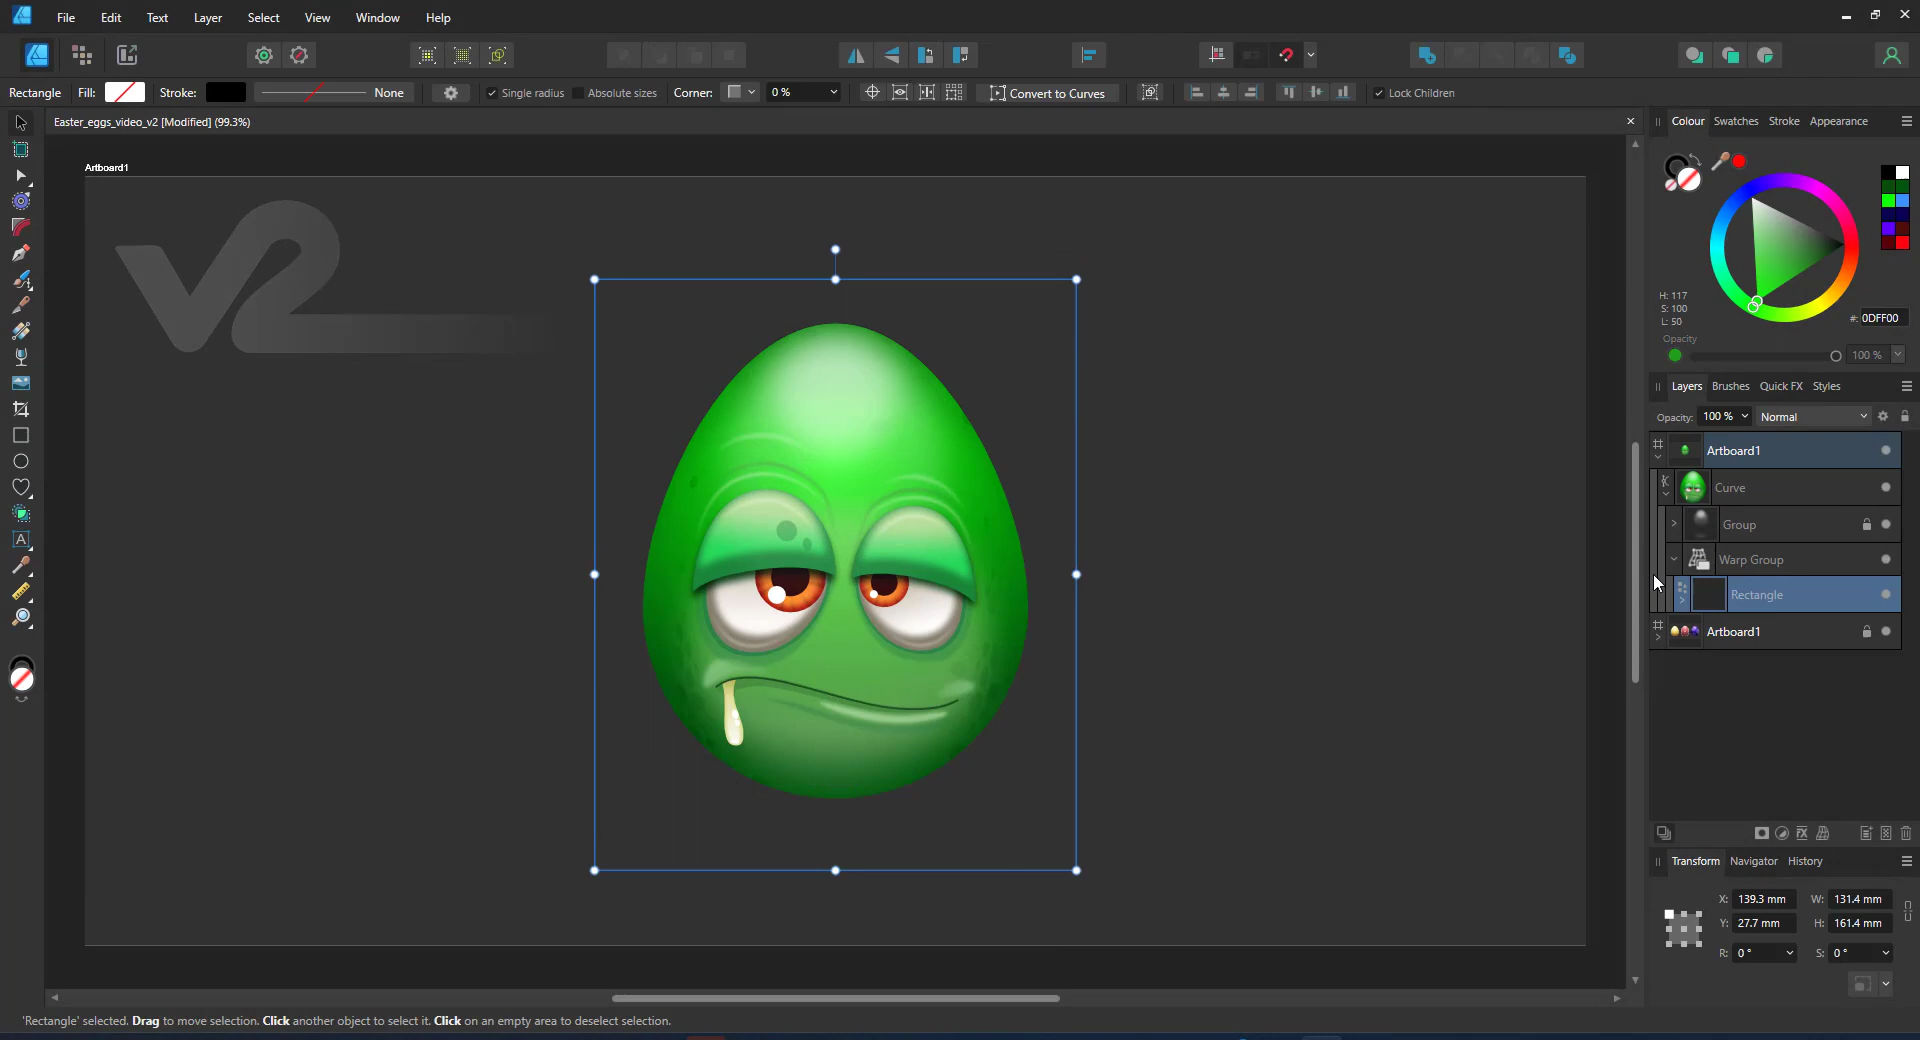 File Edit Text Layer Select View Window Help
Rectangle Fill: Stroke: None Single radius Absolute sizes Corner: 0 % Convert to Curves Lock Children
Easter_eggs_video_v2 [Modified] (99.3%)
Artboard1
V2
Colour Swatches Stroke Appearance
H: 117
S: 100
L: 50
#: 0DFF00
Opacity
100 %
Layers Brushes Quick FX Styles
Opacity: 100 % Normal
Artboard1
Curve
Group
Warp Group
Rectangle
Artboard1
Transform Navigator History
X: 139.3 mm W: 131.4 mm
Y: 27.7 mm H: 161.4 mm
R: 0 ° S: 0 °
'Rectangle' selected. Drag to move selection. Click another object to select it. Click on an empty area to deselect selection.